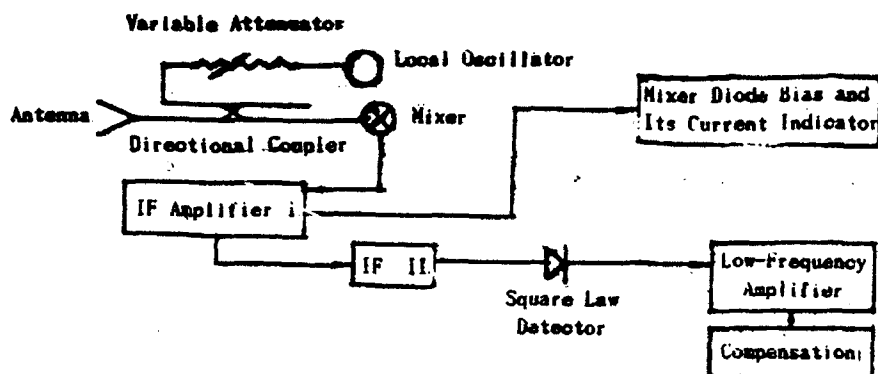 Variable Attenuator
Local Oscillator
Antenna
Mixer
Directional Coupler
Mixer Diode Bias and
Its Current Indicator
IF Amplifier i
IF II
Square Law
Detector
Low-Frequency
Amplifier
Compensation